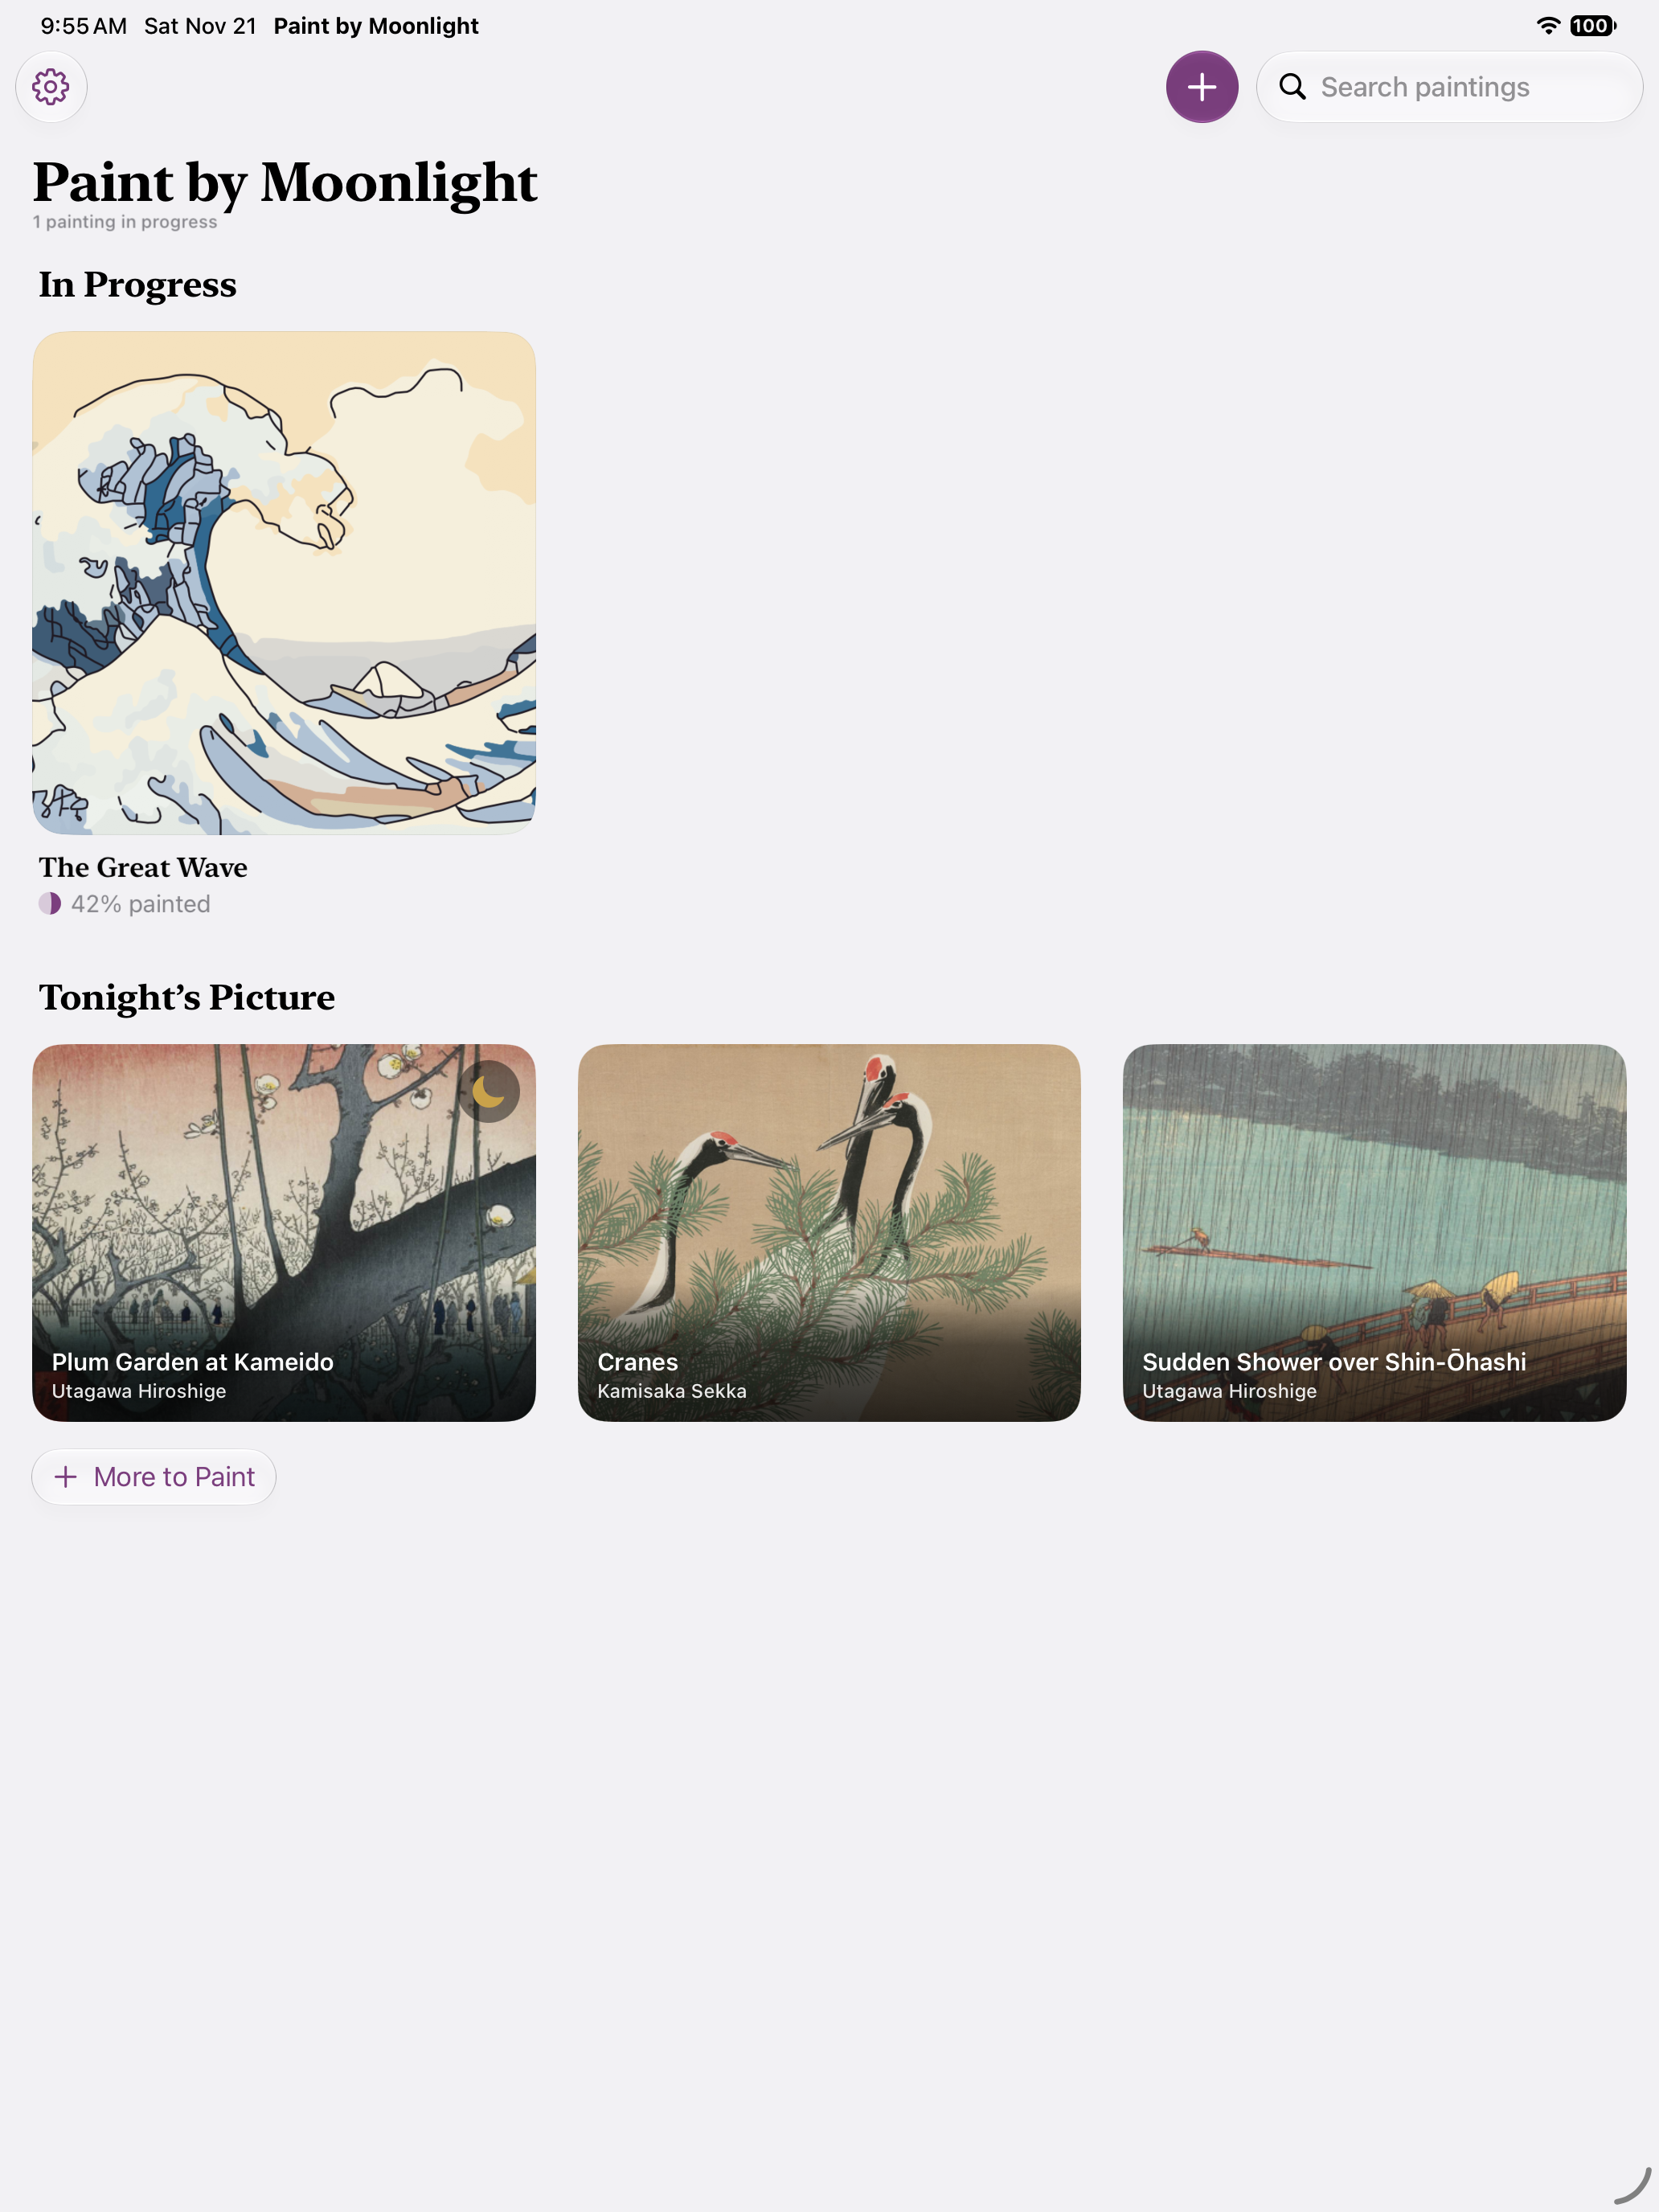 9:55 AM Sat Nov 21 Paint by Moonlight
100
Search paintings
Paint by Moonlight
1 painting in progress
In Progress
The Great Wave
42% painted
Tonight’s Picture
Plum Garden at Kameido
Utagawa Hiroshige
Cranes
Kamisaka Sekka
Sudden Shower over Shin-Ōhashi
Utagawa Hiroshige
More to Paint